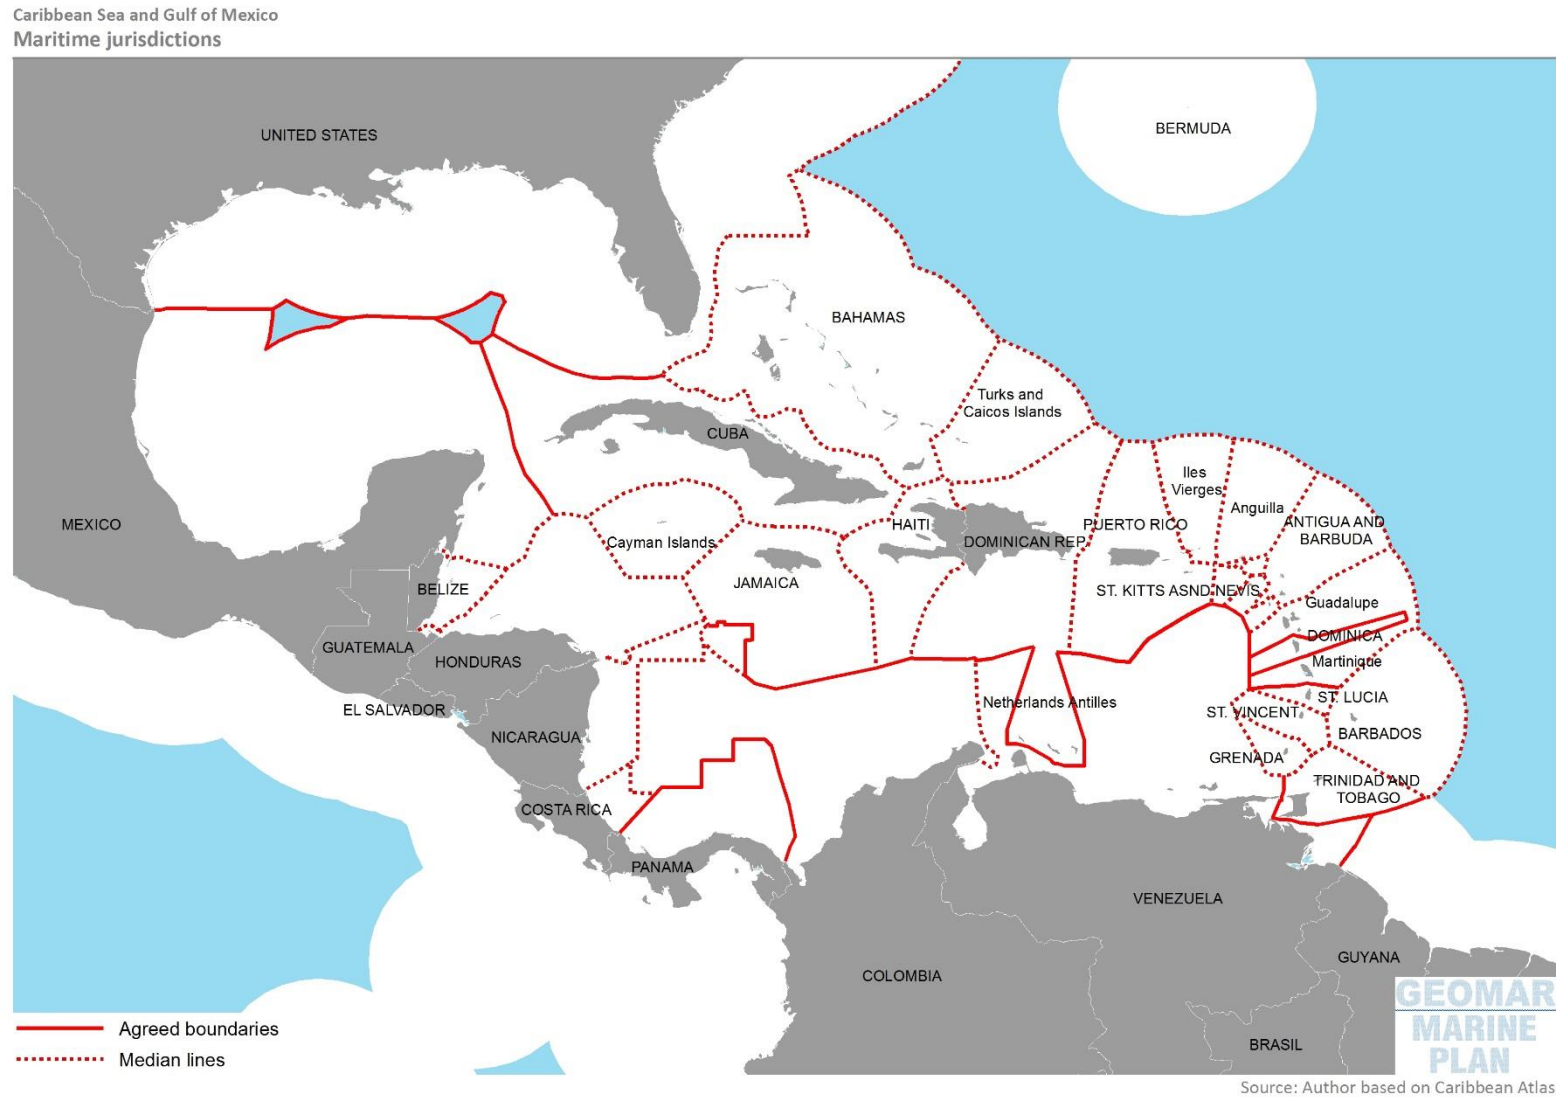 Caribbean Sea and Gulf of Mexico
Maritime jurisdictions
UNITED STATES
BERMUDA
BAHAMAS
Turks and
Caicos Islands
CUBA
MEXICO
Iles
Vierges
Anguilla
ANTIGUA AND
BARBUDA
HAITI
DOMINICAN REP.
PUERTO RICO
Cayman Islands
JAMAICA
BELIZE
ST. KITTS ASND NEVIS
Guadalupe
DOMINICA
GUATEMALA
HONDURAS
Martinique
EL SALVADOR
Netherlands Antilles
ST. LUCIA
ST. VINCENT
NICARAGUA
BARBADOS
GRENADA
TRINIDAD AND
TOBAGO
COSTA RICA
PANAMA
VENEZUELA
COLOMBIA
GUYANA
BRASIL
Agreed boundaries
Median lines
GEOMAR
MARINE
PLAN
Source: Author based on Caribbean Atlas